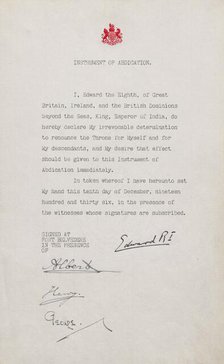 INSTRUMENT OF ABDICATION.
I, Edward the Eighth, of Great
Britain, Ireland, and the British Dominions
beyond the Seas, King, Emperor of India, do
hereby declare My irrevocable determination
to renounce the Throne for Myself and for
My descendants, and My desire that effect
should be given to this Instrument of
Abdication immediately.
In token whereof I have hereunto set
My hand this tenth day of December, nineteen
hundred and thirty six, in the presence of
the witnesses whose signatures are subscribed.
SIGNED AT
FORT BELVEDERE
IN THE PRESENCE
OF
Edward R I
Albert
Henry.
George.